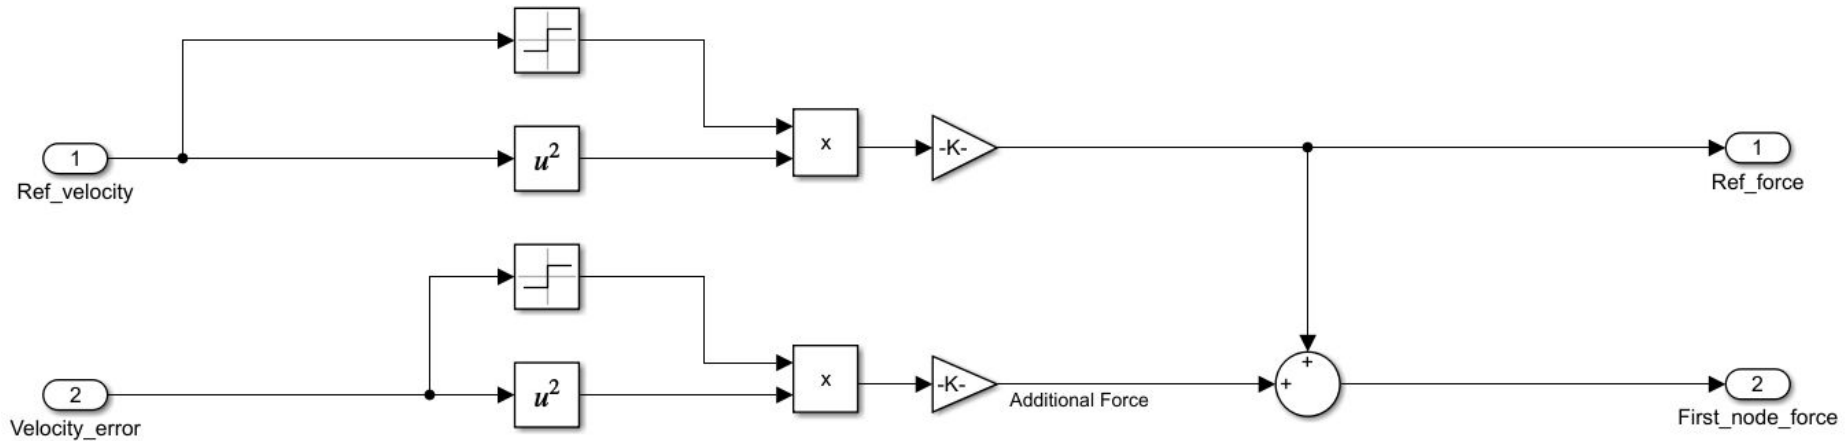 1
Ref_velocity
u²
x
-K-
1
Ref_force
2
Velocity_error
u²
x
-K-
Additional Force
+
+
2
First_node_force